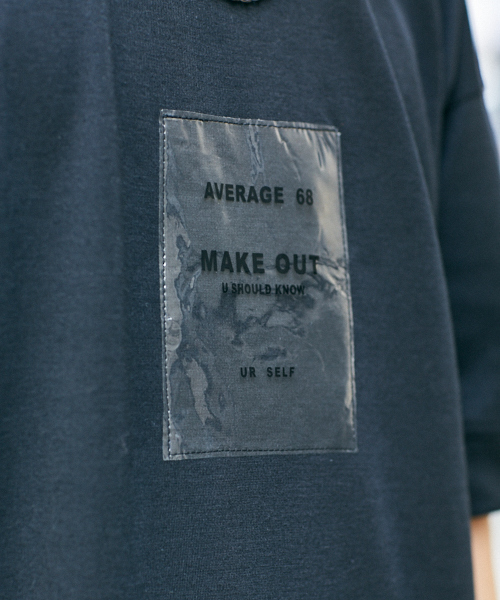 AVERAGE 68
MAKE OUT
U SHOULD KNOW
UR SELF